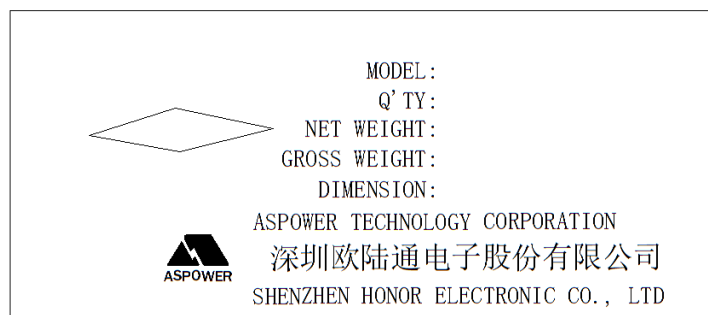 MODEL:
Q'TY:
NET WEIGHT:
GROSS WEIGHT:
DIMENSION:
ASPOWER TECHNOLOGY CORPORATION
ASPOWER
深圳欧陆通电子股份有限公司
SHENZHEN HONOR ELECTRONIC CO., LTD